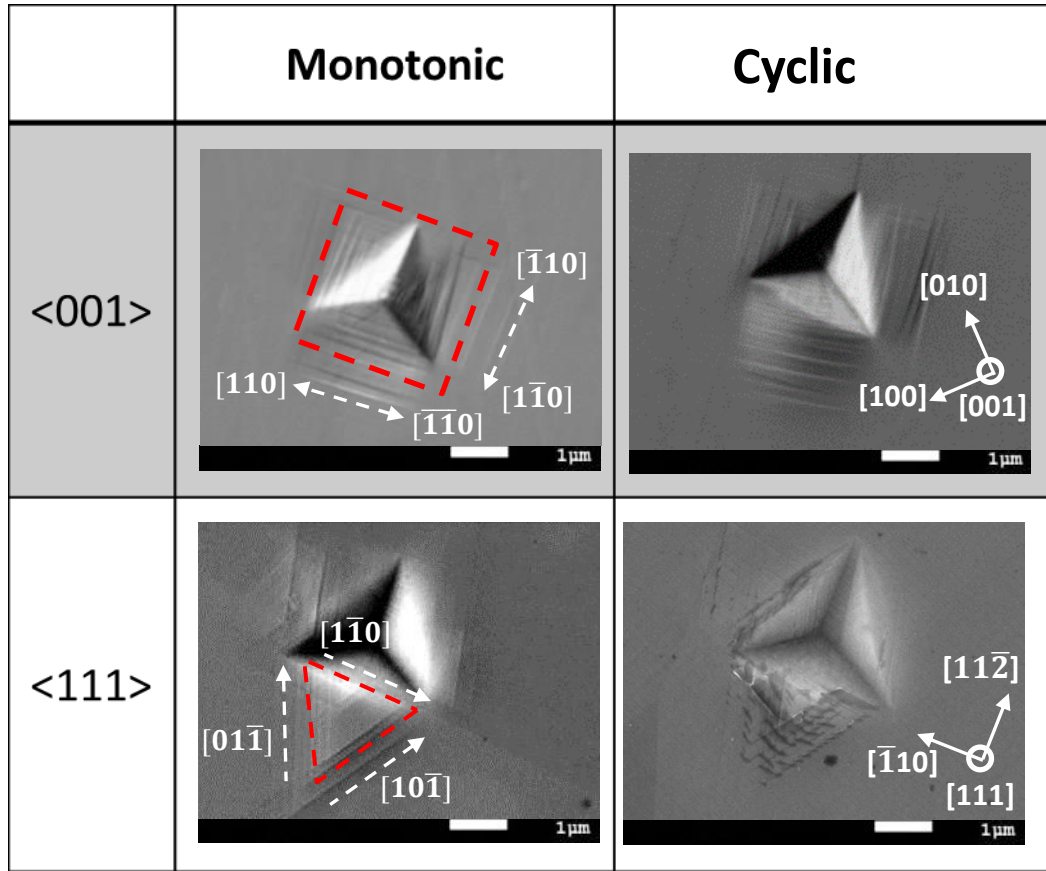 Monotonic
Cyclic
<001>
[1̅10]
[110]
[1̅1̅0]
[11̅0]
1μm
[010]
[100]
[001]
1μm
<111>
[11̅0]
[011̅]
[101̅]
1μm
[112̅]
[1̅10]
[111]
1μm